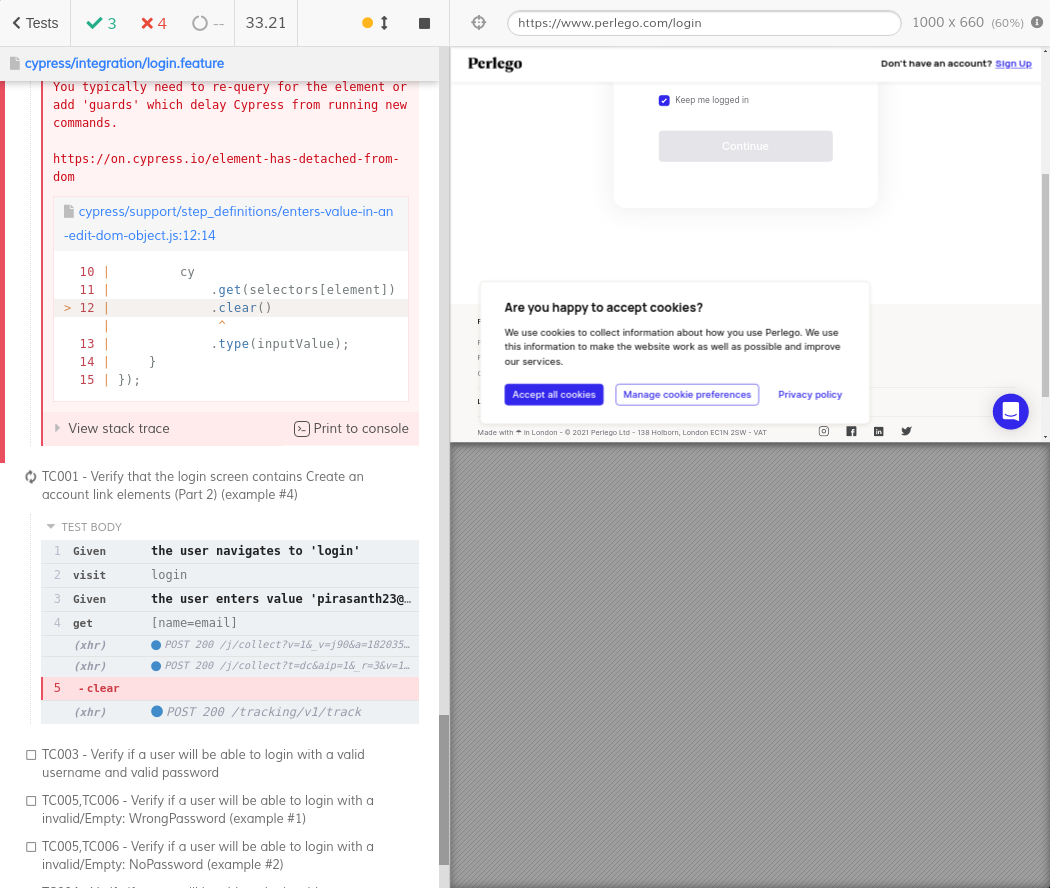 Tests
3
4
--
33.21
https://www.perlego.com/login
1000 x 660 (60%)
cypress/integration/login.feature
You typically need to re-query for the element or
add 'guards' which delay Cypress from running new
commands.
https://on.cypress.io/element-has-detached-from-
dom
cypress/support/step_definitions/enters-value-in-an
-edit-dom-object.js:12:14
10 | cy
11 | .get(selectors[element])
> 12 | .clear()
| ^
13 | .type(inputValue);
14 | }
15 | });
View stack trace
Print to console
TC001 - Verify that the login screen contains Create an
account link elements (Part 2) (example #4)
TEST BODY
1 Given the user navigates to 'login'
2 visit login
3 Given the user enters value 'pirasanth23@…
4 get [name=email]
(xhr) POST 200 /j/collect?v=1&_v=j90&a=182035…
(xhr) POST 200 /j/collect?t=dc&aip=1&_r=3&v=1…
5 -clear
(xhr) POST 200 /tracking/v1/track
TC003 - Verify if a user will be able to login with a valid
username and valid password
TC005,TC006 - Verify if a user will be able to login with a
invalid/Empty: WrongPassword (example #1)
TC005,TC006 - Verify if a user will be able to login with a
invalid/Empty: NoPassword (example #2)
Perlego
Don't have an account? Sign Up
Keep me logged in
Continue
Are you happy to accept cookies?
We use cookies to collect information about how you use Perlego. We use
this information to make the website work as well as possible and improve
our services.
Accept all cookies
Manage cookie preferences
Privacy policy
Made with ☂ in London - © 2021 Perlego Ltd - 138 Holborn, London EC1N 2SW - VAT